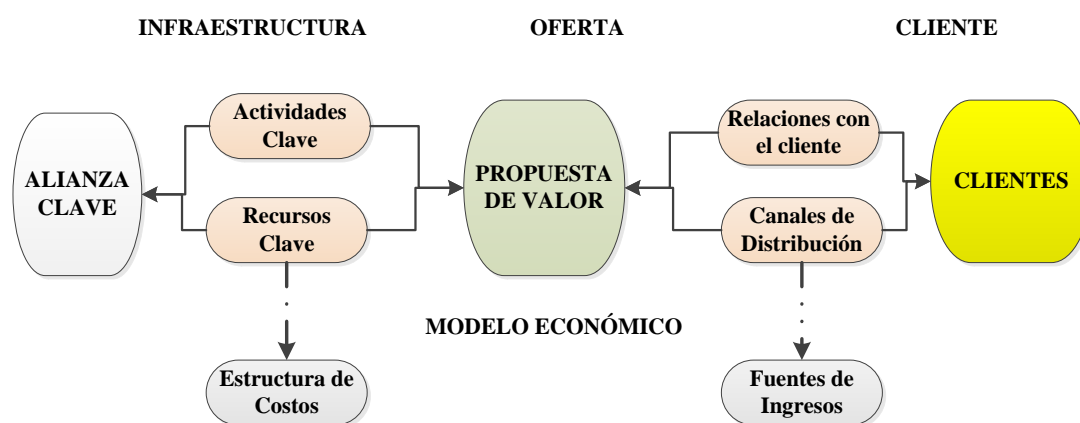 INFRAESTRUCTURA
OFERTA
CLIENTE
ALIANZA
CLAVE
Actividades
Clave
Recursos
Clave
PROPUESTA
DE VALOR
Relaciones con
el cliente
Canales de
Distribución
CLIENTES
MODELO ECONÓMICO
Estructura de
Costos
Fuentes de
Ingresos